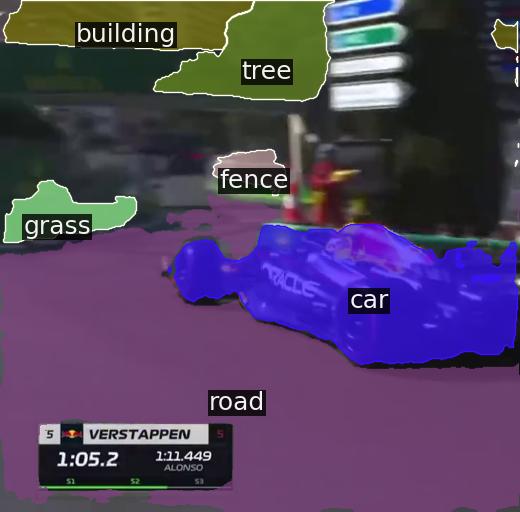 building
tree
fence
grass
ORACLE
car
road
5 VERSTAPPEN 5
1:05.2 1:11.449
ALONSO
S1 S2 S3